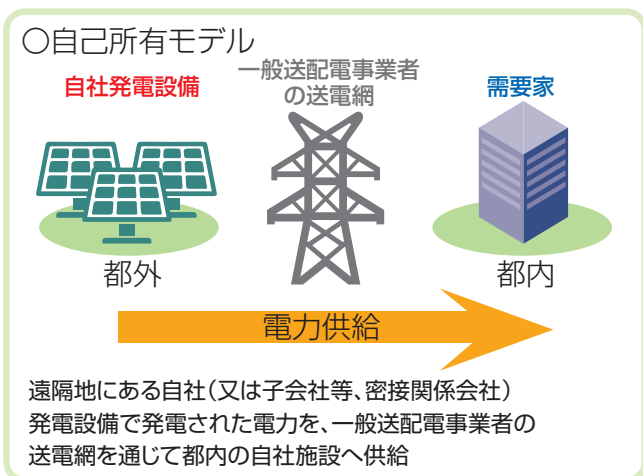 〇自己所有モデル
自社発電設備
一般送配電事業者
の送電網
需要家
都外
都内
電力供給
遠隔地にある自社（又は子会社等、密接関係会社）
発電設備で発電された電力を、一般送配電事業者の
送電網を通じて都内の自社施設へ供給